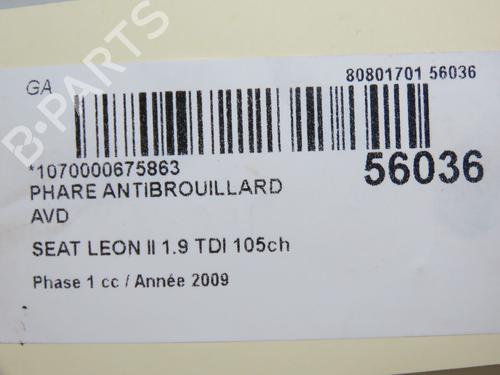 GA
80801701 56036
*1070000675863
56036
PHARE ANTIBROUILLARD
AVD
SEAT LEON II 1.9 TDI 105ch
Phase 1 cc / Année 2009
B-PARTS